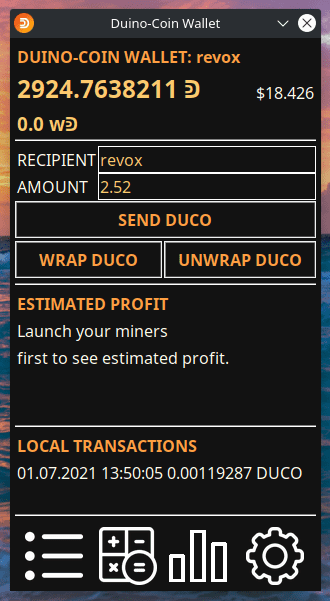 Duino-Coin Wallet
DUINO-COIN WALLET: revox
2924.7638211 ᕲ
$18.426
0.0 wᕲ
RECIPIENT revox
AMOUNT 2.52
SEND DUCO
WRAP DUCO UNWRAP DUCO
ESTIMATED PROFIT
Launch your miners
first to see estimated profit.
LOCAL TRANSACTIONS
01.07.2021 13:50:05 0.00119287 DUCO